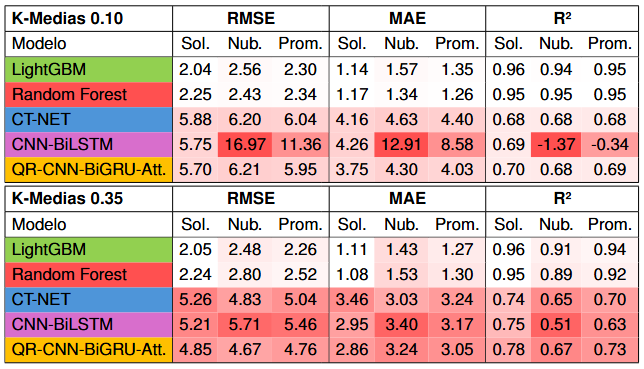 K-Medias 0.10 RMSE MAE R²
Modelo Sol. Nub. Prom. Sol. Nub. Prom. Sol. Nub. Prom.
LightGBM 2.04 2.56 2.30 1.14 1.57 1.35 0.96 0.94 0.95
Random Forest 2.25 2.43 2.34 1.17 1.34 1.26 0.95 0.95 0.95
CT-NET 5.88 6.20 6.04 4.16 4.63 4.40 0.68 0.68 0.68
CNN-BiLSTM 5.75 16.97 11.36 4.26 12.91 8.58 0.69 -1.37 -0.34
QR-CNN-BiGRU-Att. 5.70 6.21 5.95 3.75 4.30 4.03 0.70 0.68 0.69
K-Medias 0.35 RMSE MAE R²
Modelo Sol. Nub. Prom. Sol. Nub. Prom. Sol. Nub. Prom.
LightGBM 2.05 2.48 2.26 1.11 1.43 1.27 0.96 0.91 0.94
Random Forest 2.24 2.80 2.52 1.08 1.53 1.30 0.95 0.89 0.92
CT-NET 5.26 4.83 5.04 3.46 3.03 3.24 0.74 0.65 0.70
CNN-BiLSTM 5.21 5.71 5.46 2.95 3.40 3.17 0.75 0.51 0.63
QR-CNN-BiGRU-Att. 4.85 4.67 4.76 2.86 3.24 3.05 0.78 0.67 0.73